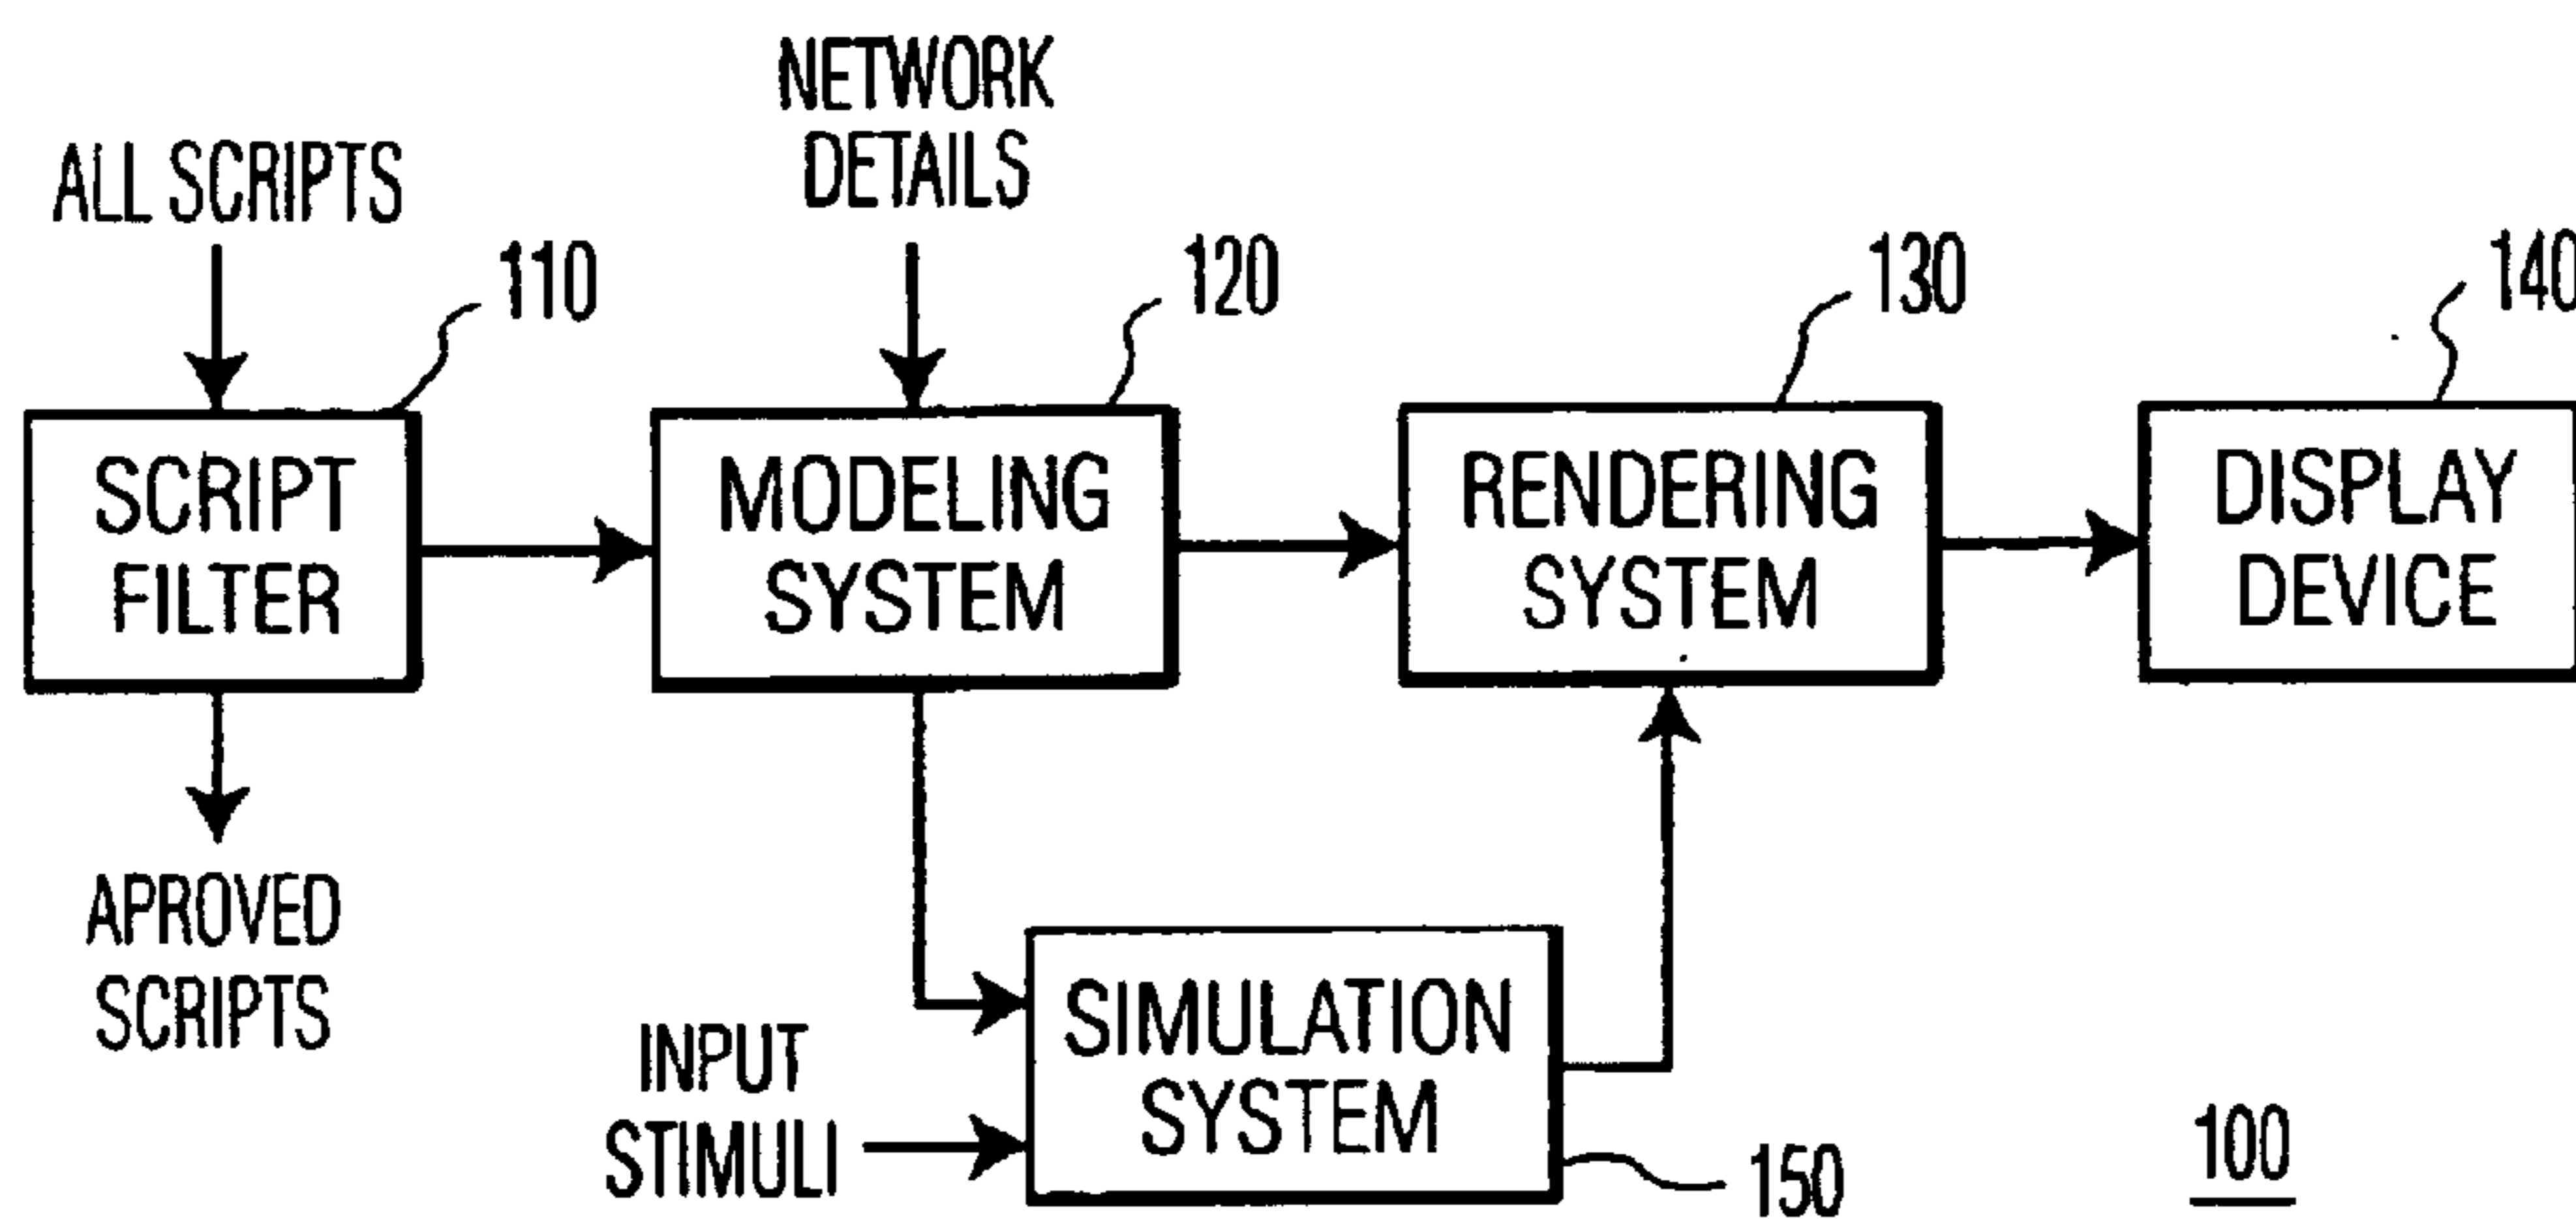 NETWORK
DETAILS
ALL SCRIPTS
110
120
130
140
SCRIPT
FILTER
MODELING
SYSTEM
RENDERING
SYSTEM
DISPLAY
DEVICE
APROVED
SCRIPTS
INPUT
STIMULI
SIMULATION
SYSTEM
150
100